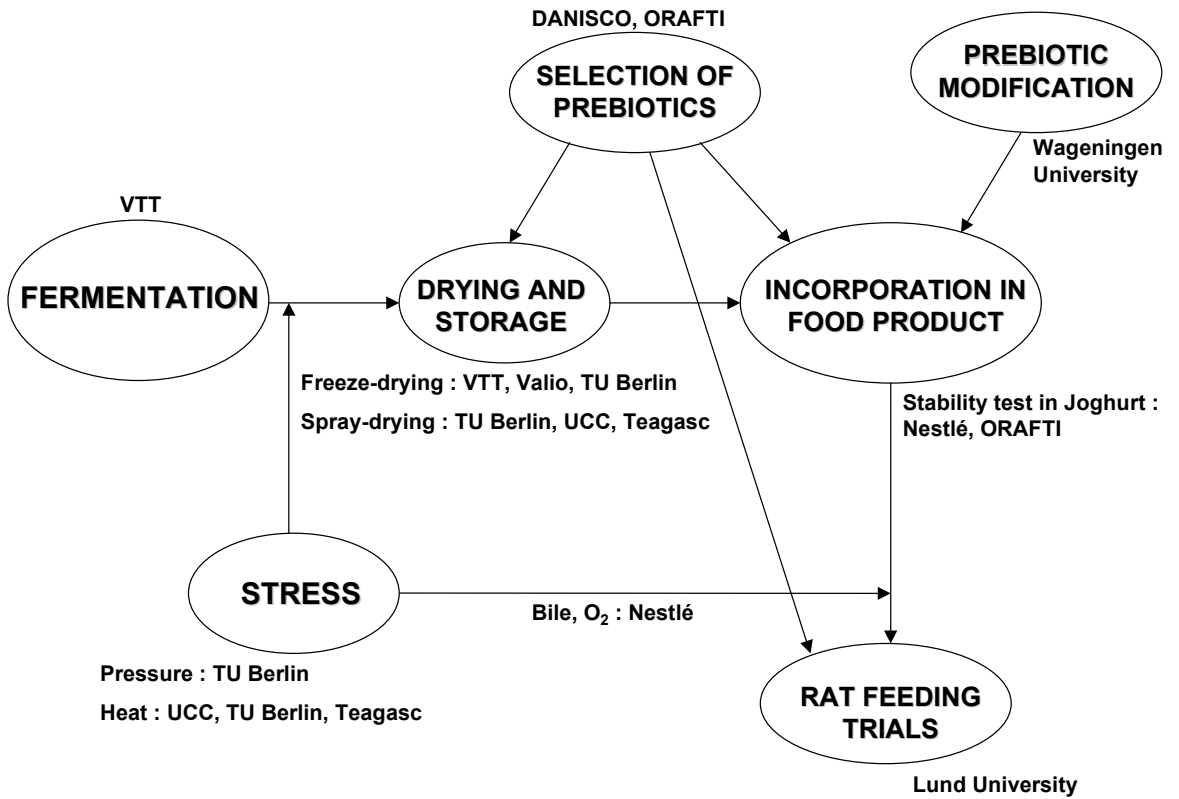 DANISCO, ORAFTI
SELECTION OF
PREBIOTICS
PREBIOTIC
MODIFICATION
Wageningen
University
VTT
FERMENTATION
DRYING AND
STORAGE
INCORPORATION IN
FOOD PRODUCT
Freeze-drying : VTT, Valio, TU Berlin
Spray-drying : TU Berlin, UCC, Teagasc
Stability test in Joghurt :
Nestlé, ORAFTI
STRESS
Bile, O₂ : Nestlé
Pressure : TU Berlin
Heat : UCC, TU Berlin, Teagasc
RAT FEEDING
TRIALS
Lund University